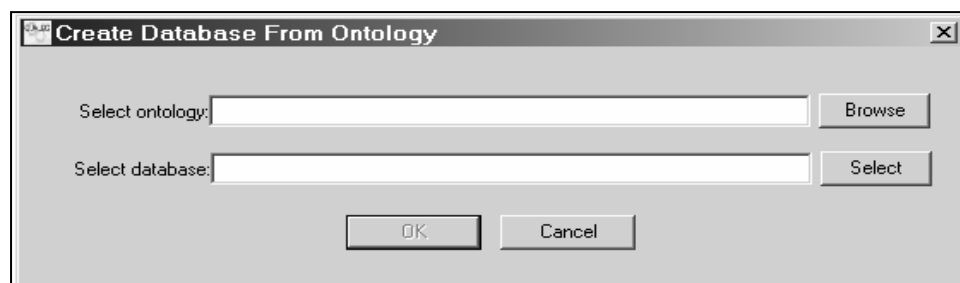 Create Database From Ontology
Select ontology: Browse
Select database: Select
OK Cancel